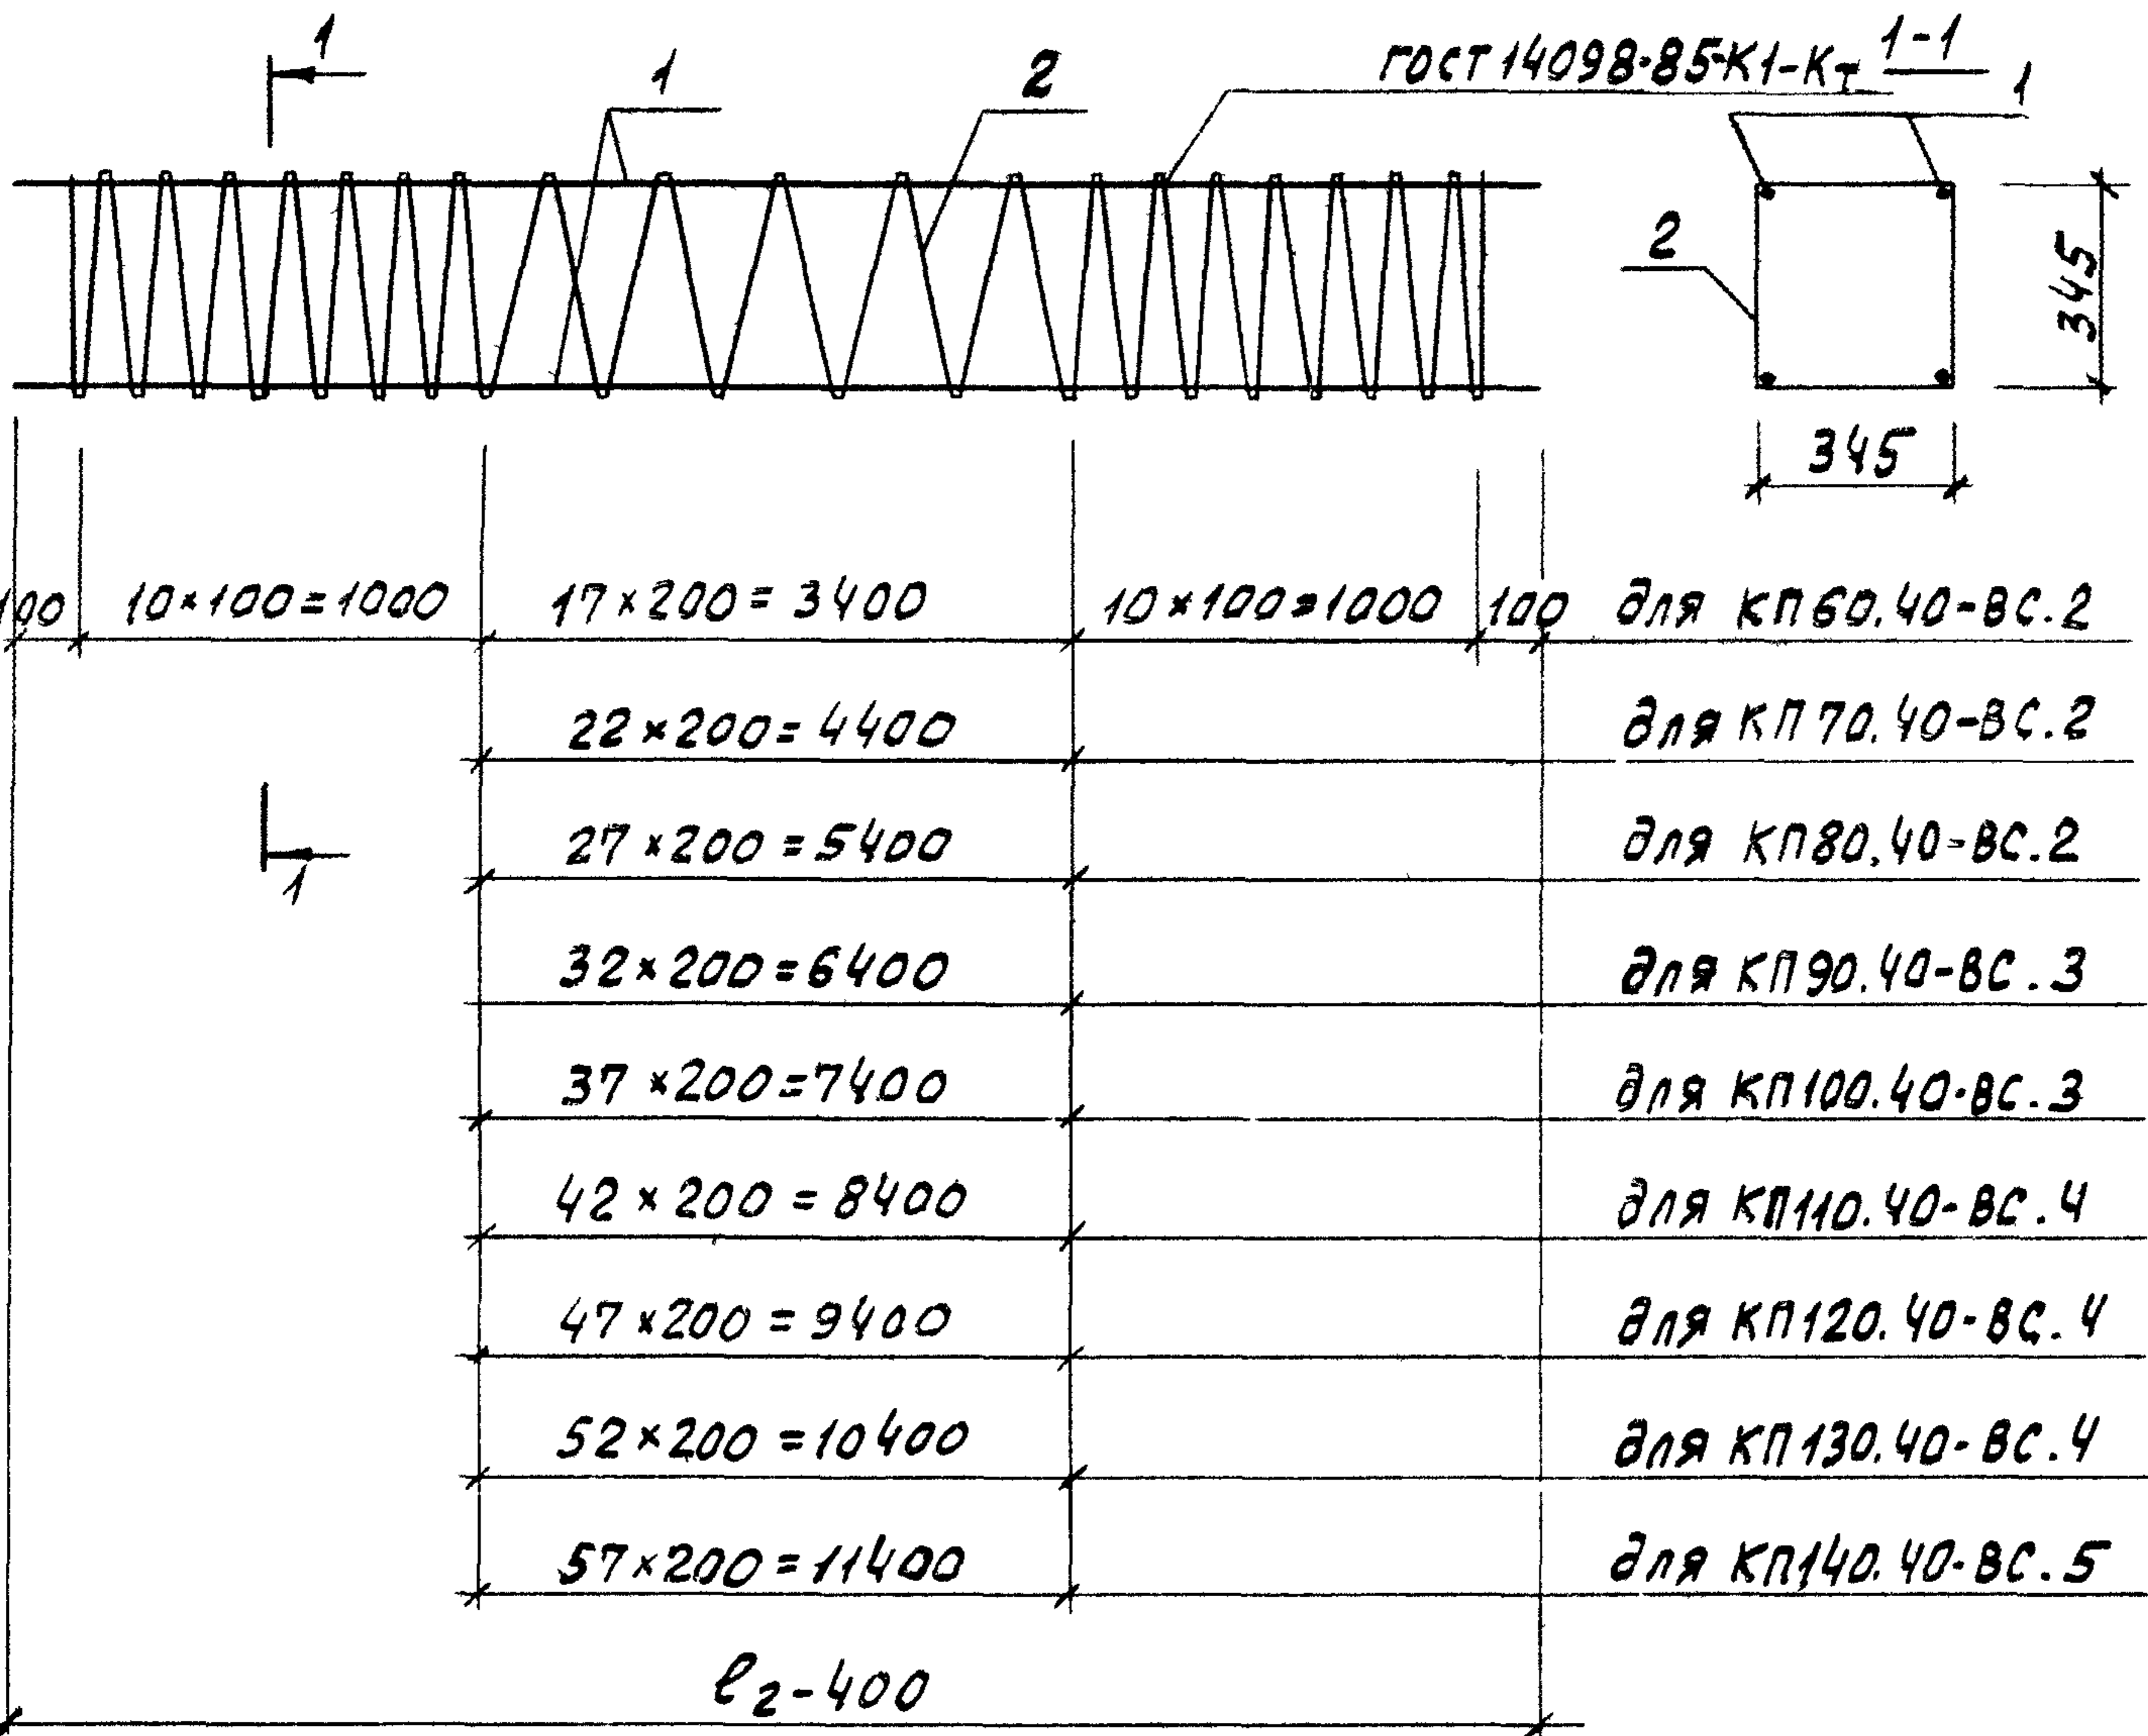 1
1
2
ГОСТ 14098-85-К1-Кт
1-1
1
2
345
345
100 10×100=1000 17×200=3400 10×100=1000 100 для КП60.40-ВС.2
22×200=4400 для КП70.40-ВС.2
27×200=5400 для КП80.40-ВС.2
1
32×200=6400 для КП90.40-ВС.3
37×200=7400 для КП100.40-ВС.3
42×200=8400 для КП110.40-ВС.4
47×200=9400 для КП120.40-ВС.4
52×200=10400 для КП130.40-ВС.4
57×200=11400 для КП140.40-ВС.5
ℓ2-400